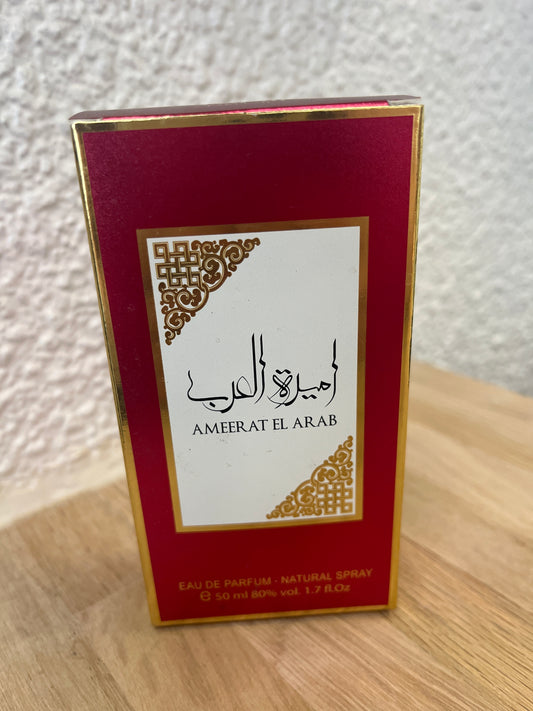 اميرة العرب
AMEERAT EL ARAB
EAU DE PARFUM - NATURAL SPRAY
℮ 50 ml 80% vol. 1.7 fl.Oz